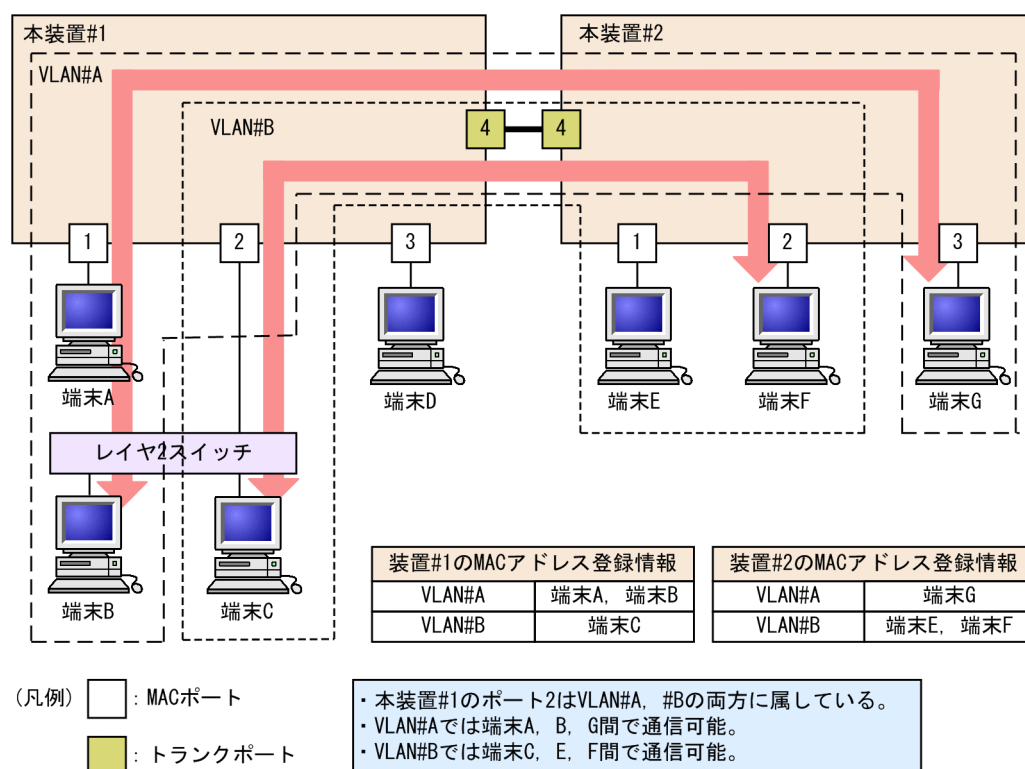 本装置#1
本装置#2
VLAN#A
VLAN#B
4
4
1
2
3
1
2
3
端末A
端末D
端末E
端末F
端末G
レイヤ2スイッチ
端末B
端末C
装置#1のMACアドレス登録情報
VLAN#A
端末A, 端末B
VLAN#B
端末C
装置#2のMACアドレス登録情報
VLAN#A
端末G
VLAN#B
端末E, 端末F
(凡例)
: MACポート
: トランクポート
・本装置#1のポート2はVLAN#A, #Bの両方に属している。
・VLAN#Aでは端末A, B, G間で通信可能。
・VLAN#Bでは端末C, E, F間で通信可能。